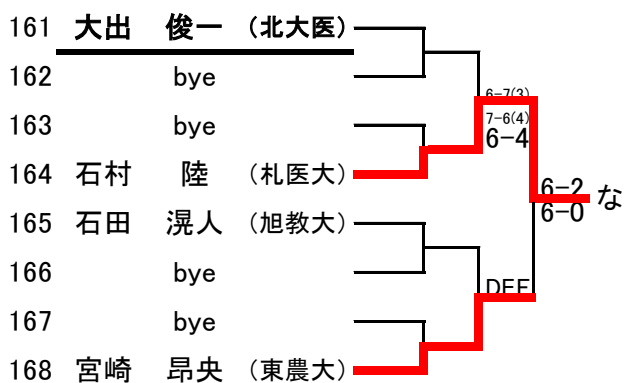 161 大出 俊一 (北大医)
162 bye
6-7(3)
163 bye
7-6(4)
6-4
164 石村 陸 (札医大)
6-2
6-0
な
165 石田 滉人 (旭教大)
166 bye
DEF
167 bye
168 宮崎 昂央 (東農大)